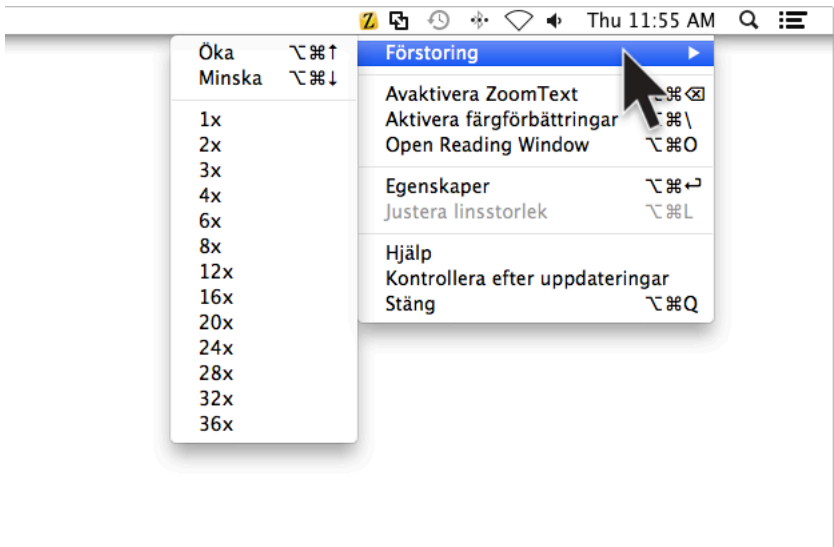 Z Thu 11:55 AM
Öka ⌥⌘↑
Minska ⌥⌘↓
1x
2x
3x
4x
6x
8x
12x
16x
20x
24x
28x
32x
36x
Förstoring ▶
Avaktivera ZoomText ⌘⌫
Aktivera färgförbättringar ⌘\
Open Reading Window ⌥⌘O
Egenskaper ⌥⌘↩
Justera linsstorlek ⌥⌘L
Hjälp
Kontrollera efter uppdateringar
Stäng ⌥⌘Q